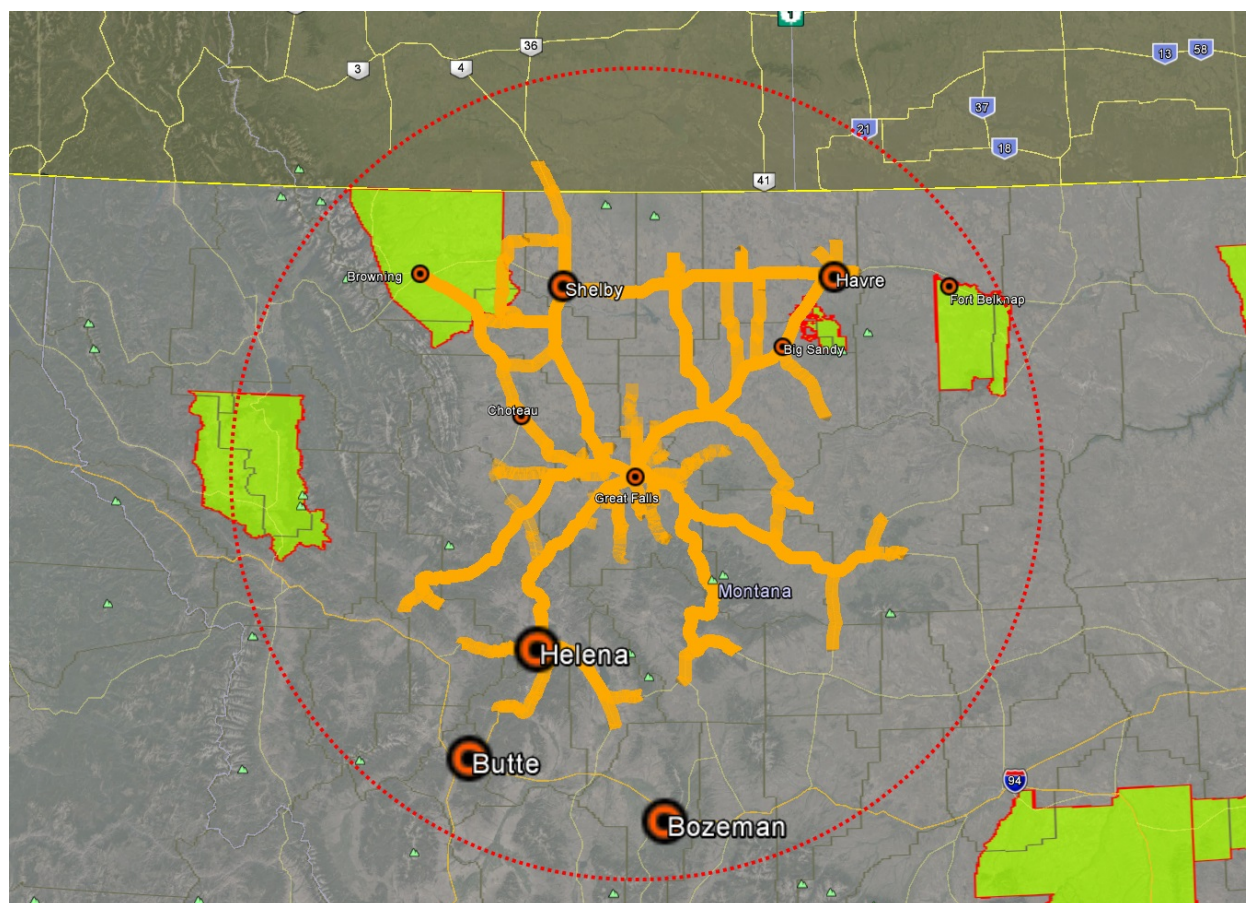 1
36
3
4
13
58
37
21
18
41
Browning
Shelby
Havre
Fort Belknap
Big Sandy
Choteau
Great Falls
Montana
Helena
Butte
94
Bozeman